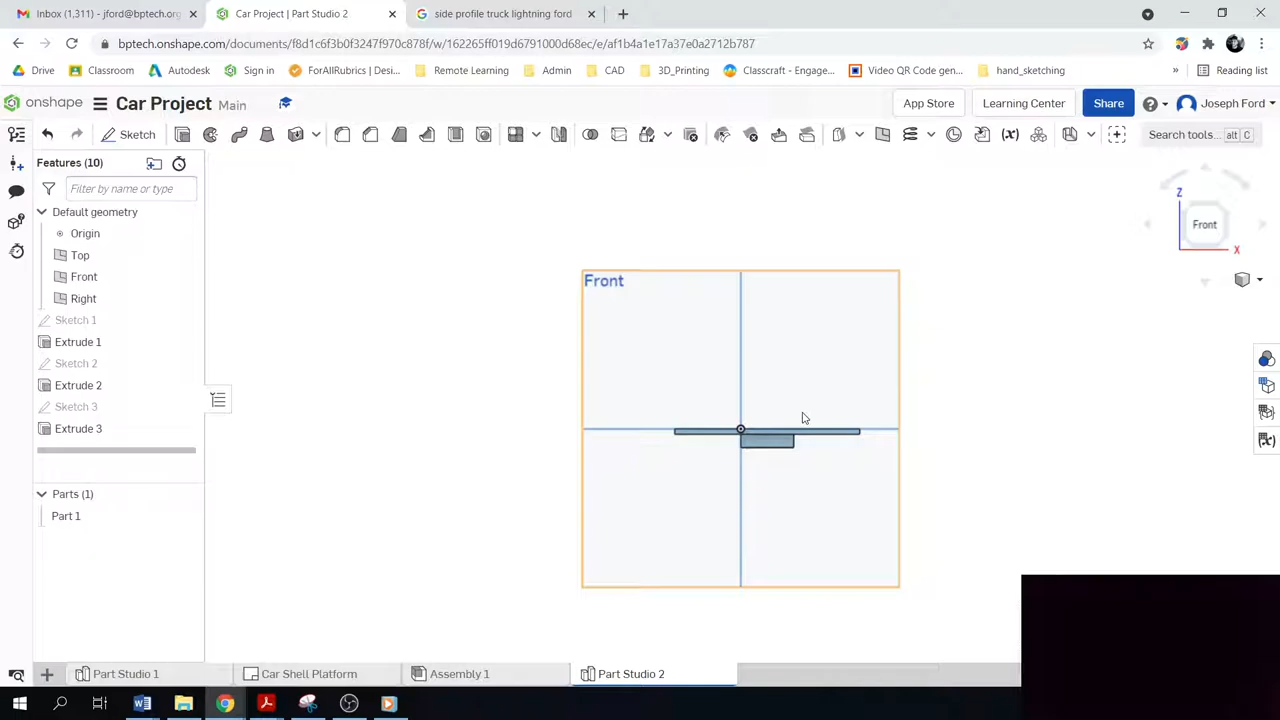 Inbox (1,311) - jford@bptech.org
Car Project | Part Studio 2
side profile truck lightning ford
bptech.onshape.com/documents/f8d1c6f3b0f3247f970c878f/w/162265ff019d6791000d68ec/e/af1b4a1e17a37e0a2712b787
Drive
Classroom
Autodesk
Sign in
ForAllRubrics | Desi...
Remote Learning
Admin
CAD
3D_Printing
Classcraft - Engage...
Video QR Code gen...
hand_sketching
»
Reading list
onshape
Car Project Main
App Store
Learning Center
Share
Joseph Ford
Sketch
Search tools... alt C
Features (10)
Filter by name or type
Default geometry
Origin
Top
Front
Right
Sketch 1
Extrude 1
Sketch 2
Extrude 2
Sketch 3
Extrude 3
Parts (1)
Part 1
Front
Z
Front
X
Part Studio 1
Car Shell Platform
Assembly 1
Part Studio 2